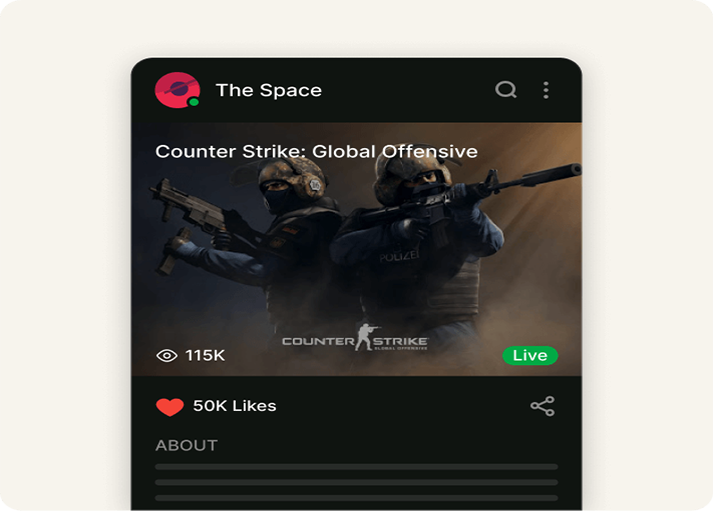 The Space
Counter Strike: Global Offensive
POLIZEI
COUNTER STRIKE
GLOBAL OFFENSIVE
115K
Live
50K Likes
ABOUT